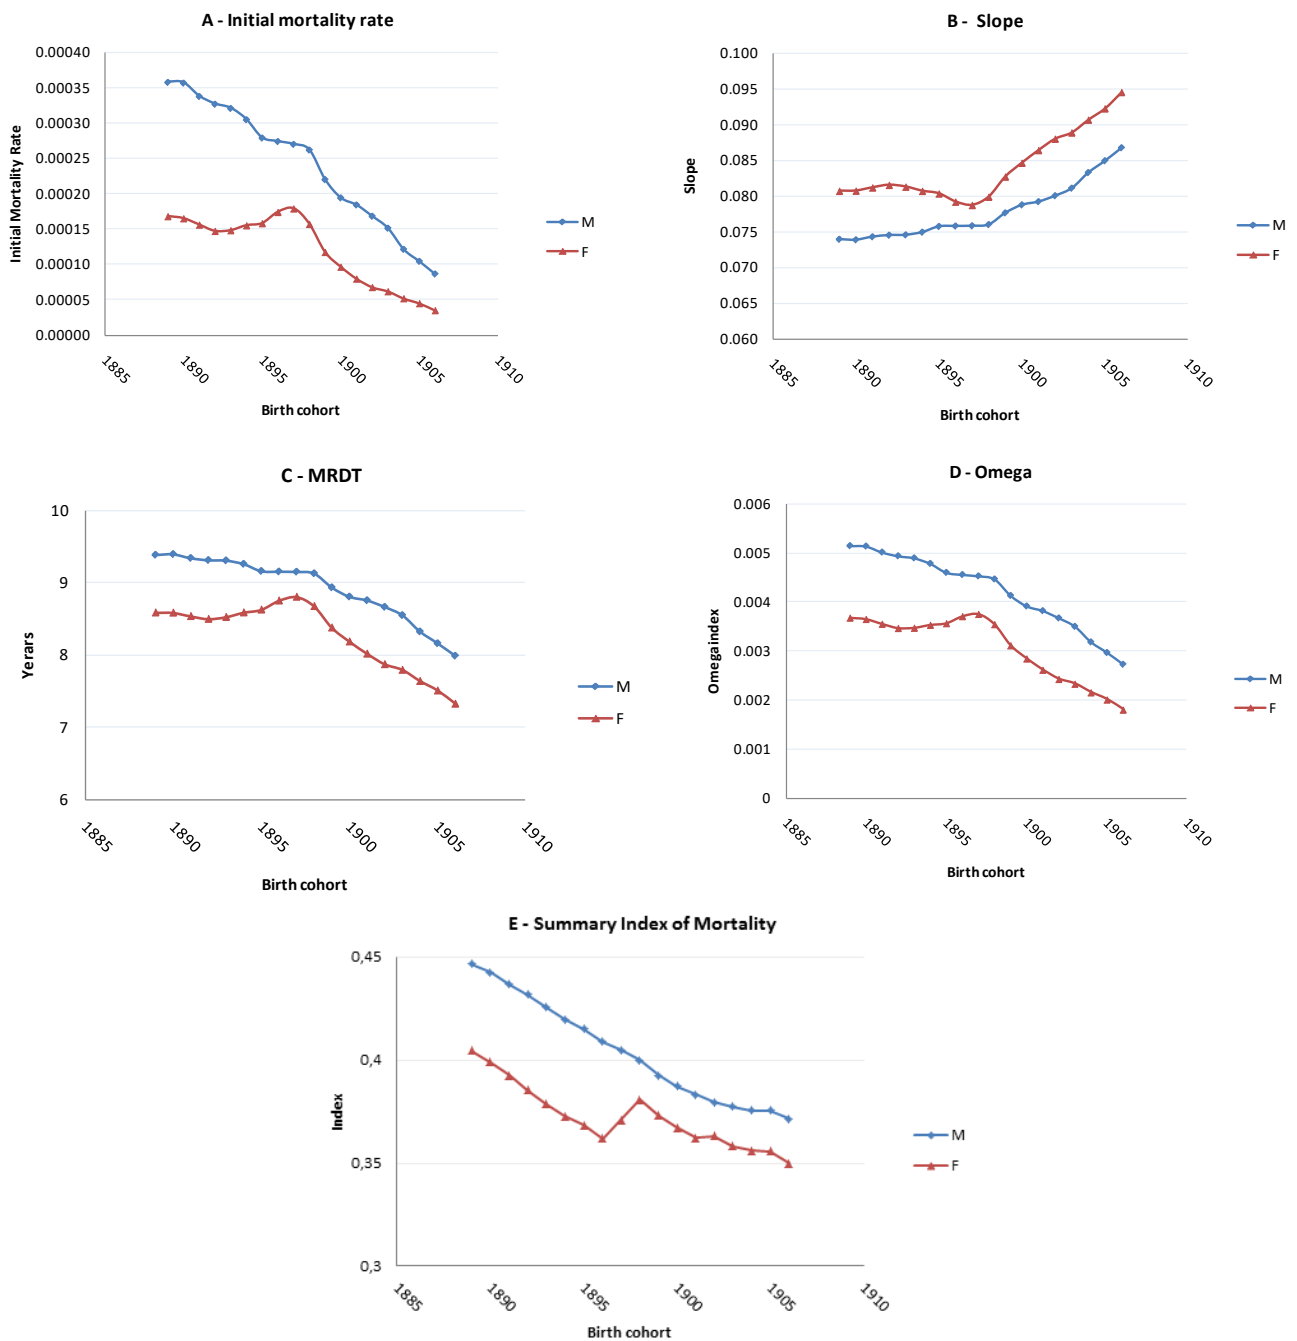 A - Initial mortality rate
0.00040
0.00035
0.00030
0.00025
0.00020
0.00015
0.00010
0.00005
0.00000
Initial Mortality Rate
1885
1890
1895
1900
1905
1910
Birth cohort
M
F
B - Slope
0.100
0.095
0.090
0.085
0.080
0.075
0.070
0.065
0.060
Slope
1885
1890
1895
1900
1905
1910
Birth cohort
M
F
C - MRDT
10
9
8
7
6
Yerars
1885
1890
1895
1900
1905
1910
Birth cohort
M
F
D - Omega
0.006
0.005
0.004
0.003
0.002
0.001
0
Omegaindex
1885
1890
1895
1900
1905
1910
Birth cohort
M
F
E - Summary Index of Mortality
0,45
0,4
0,35
0,3
Index
1885
1890
1895
1900
1905
1910
Birth cohort
M
F